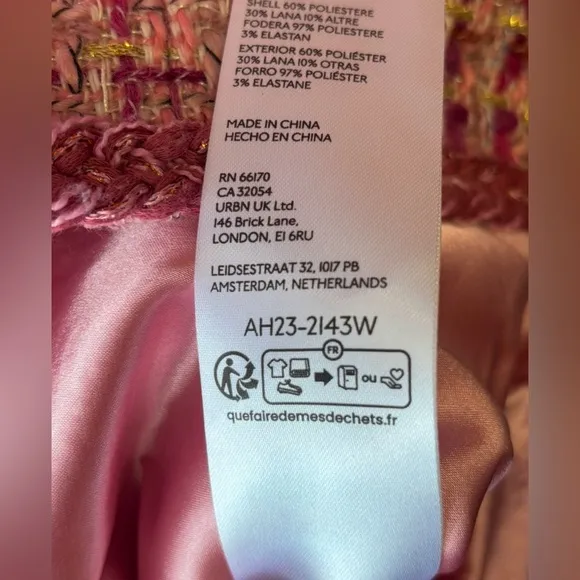 SHELL 60% POLIESTERE
30% LANA 10% ALTRE
FODERA 97% POLIESTERE
3% ELASTAN
EXTERIOR 60% POLIÉSTER
30% LANA 10% OTRAS
FORRO 97% POLIÉSTER
3% ELASTANE
MADE IN CHINA
HECHO EN CHINA
RN 66170
CA 32054
URBN UK Ltd.
146 Brick Lane,
LONDON, E1 6RU
LEIDSESTRAAT 32, 1017 PB
AMSTERDAM, NETHERLANDS
AH23-2143W
FR
ou
quefairedemesdechets.fr